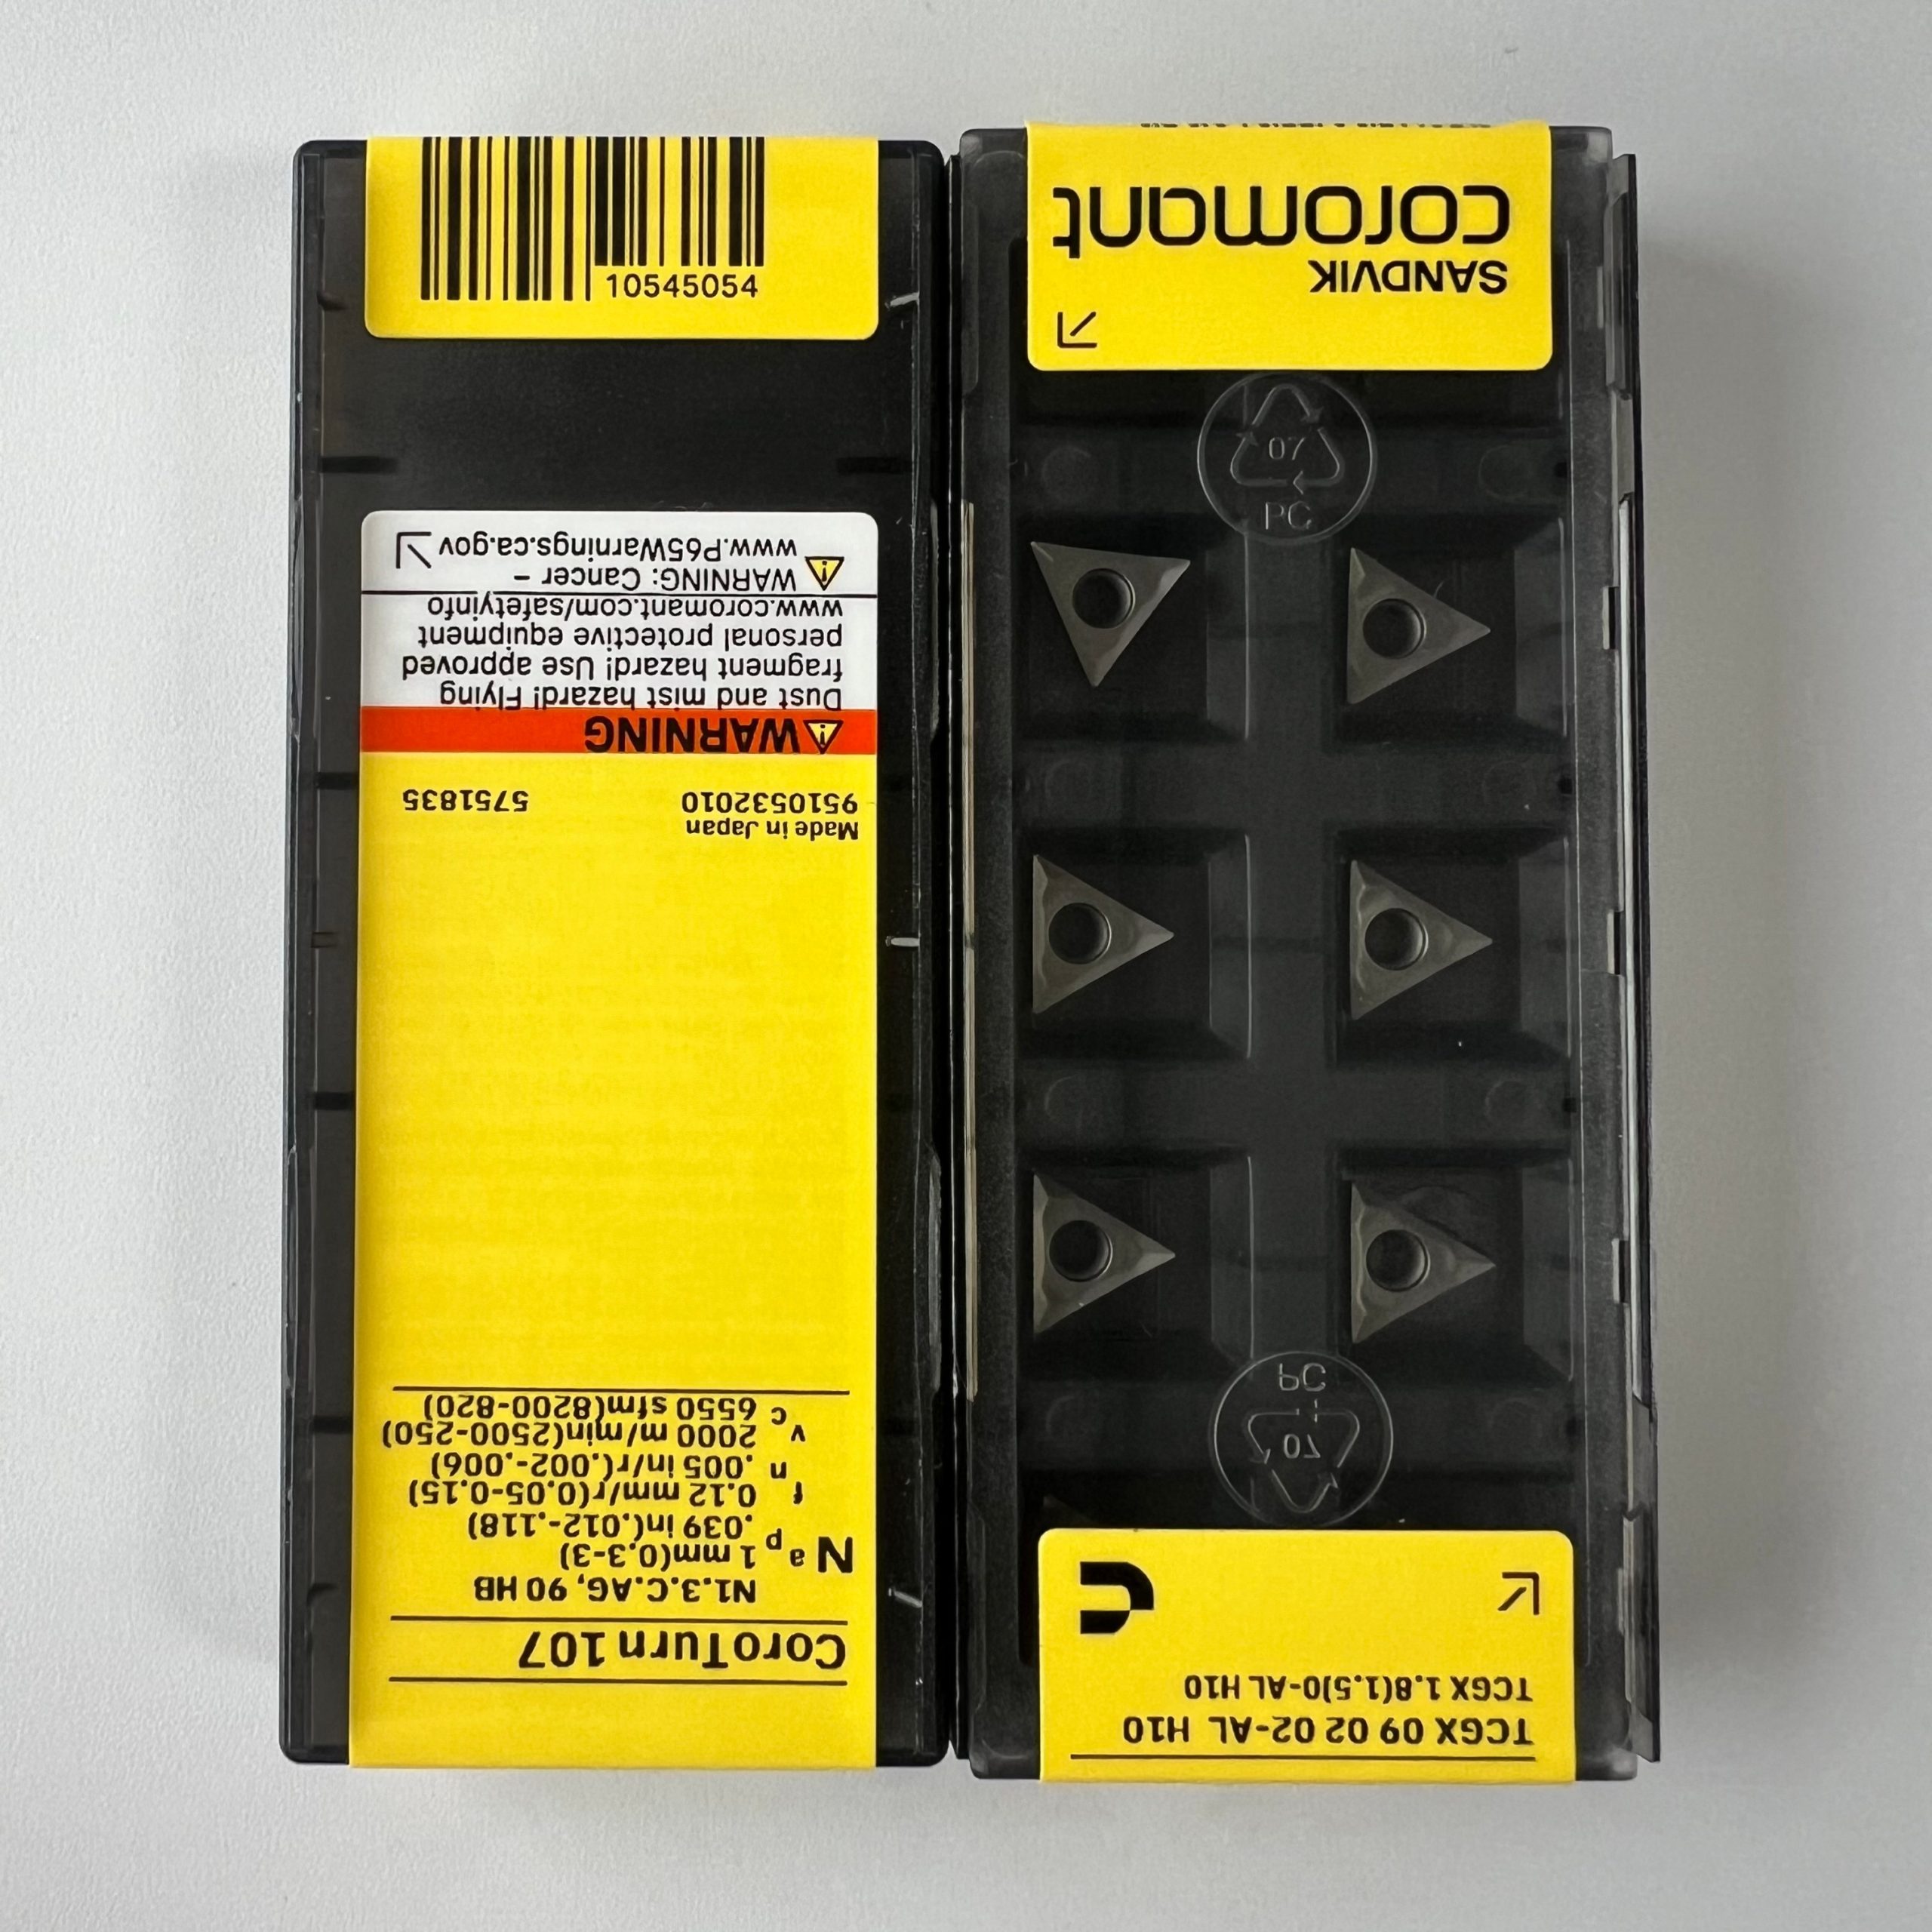 10545054
CoroTurn 107
N1.3.C.AG, 90 HB
N ap 1 mm(0.3-3)
.039 in(.012-.118)
fn 0.12 mm/r(0.05-0.15)
.005 in/r(.002-.006)
vc 2000 m/min(2500-250)
6550 sfm(8200-820)
Made in Japan
9510532010 5751835
WARNING
Dust and mist hazard! Flying
fragment hazard! Use approved
personal protective equipment
www.coromant.com/safetyinfo
WARNING: Cancer –
www.P65Warnings.ca.gov
TCGX 09 02 02-AL H10
TCGX 1.8(1.5)0-AL H10
07
PC
07
PC
SANDVIK
coromant